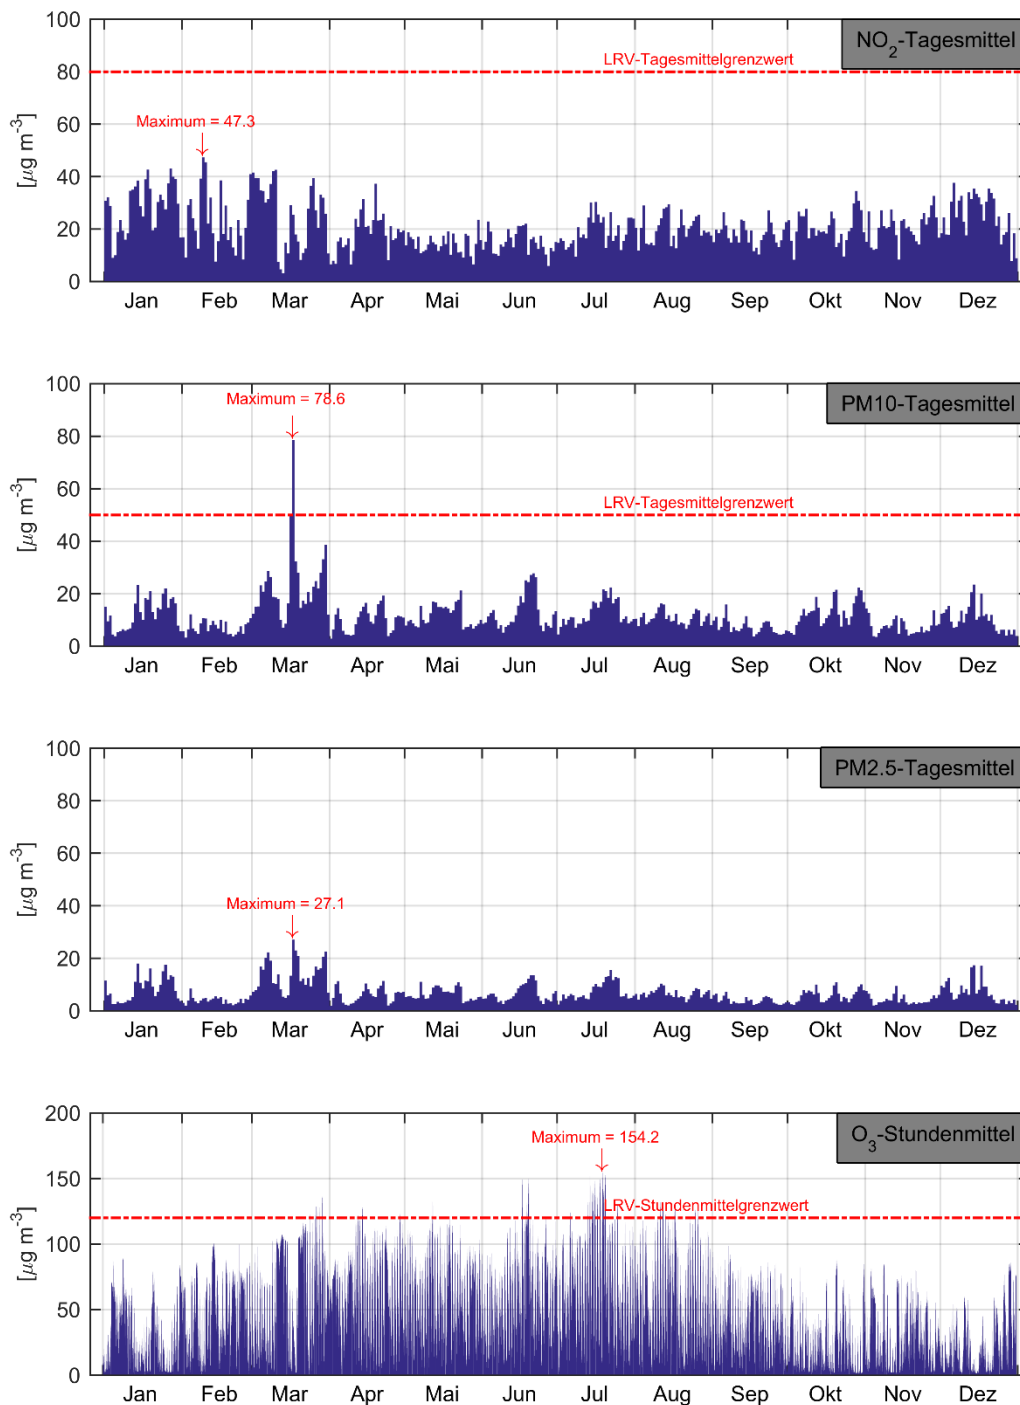 NO2-Tagesmittel
LRV-Tagesmittelgrenzwert
Maximum = 47.3
[µg m-3]
100
80
60
40
20
0
Jan Feb Mar Apr Mai Jun Jul Aug Sep Okt Nov Dez
PM10-Tagesmittel
Maximum = 78.6
LRV-Tagesmittelgrenzwert
[µg m-3]
100
80
60
40
20
0
Jan Feb Mar Apr Mai Jun Jul Aug Sep Okt Nov Dez
PM2.5-Tagesmittel
Maximum = 27.1
[µg m-3]
100
80
60
40
20
0
Jan Feb Mar Apr Mai Jun Jul Aug Sep Okt Nov Dez
O3-Stundenmittel
Maximum = 154.2
LRV-Stundenmittelgrenzwert
[µg m-3]
200
150
100
50
0
Jan Feb Mar Apr Mai Jun Jul Aug Sep Okt Nov Dez